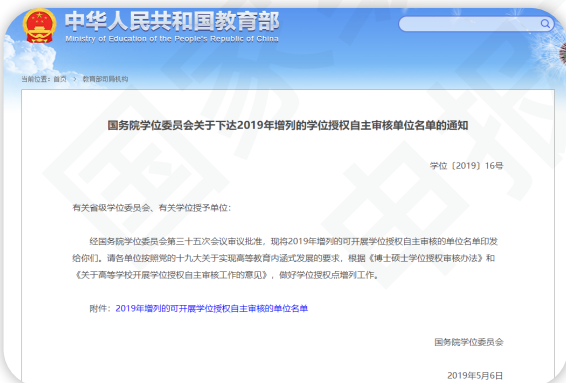 中华人民共和国教育部
Ministry of Education of the People's Republic of China
当前位置：首页 > 教育部司局机构
国务院学位委员会关于下达2019年增列的学位授权自主审核单位名单的通知
学位〔2019〕16号
有关省级学位委员会、有关学位授予单位：
经国务院学位委员会第三十五次会议审议批准，现将2019年增列的可开展学位授权自主审核的单位名单印发
给你们。请各单位按照党的十九大关于实现高等教育内涵式发展的要求，根据《博士硕士学位授权审核办法》和
《关于高等学校开展学位授权自主审核工作的意见》，做好学位授权点增列工作。
附件：2019年增列的可开展学位授权自主审核的单位名单
国务院学位委员会
2019年5月6日